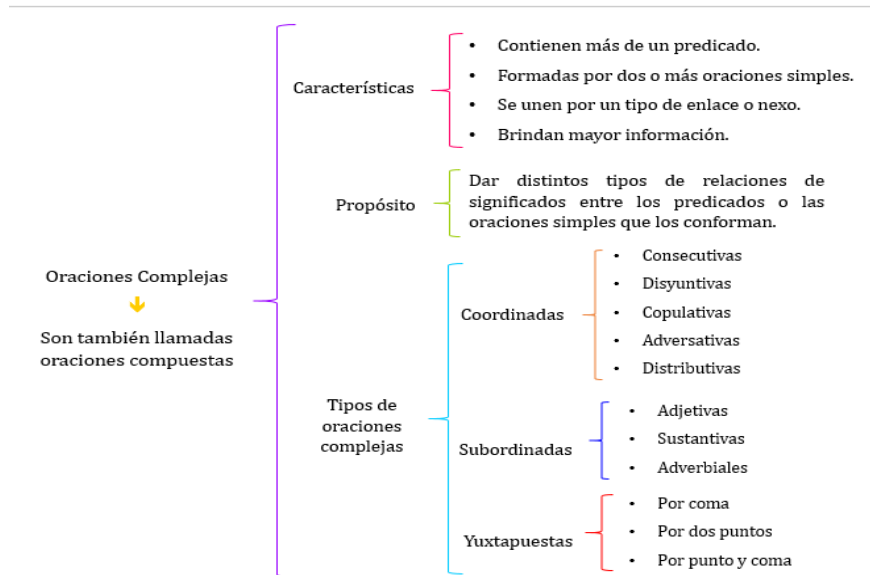 Oraciones Complejas
Son también llamadas
oraciones compuestas
Características
• Contienen más de un predicado.
• Formadas por dos o más oraciones simples.
• Se unen por un tipo de enlace o nexo.
• Brindan mayor información.
Propósito
Dar distintos tipos de relaciones de
significados entre los predicados o las
oraciones simples que los conforman.
Tipos de
oraciones
complejas
Coordinadas
• Consecutivas
• Disyuntivas
• Copulativas
• Adversativas
• Distributivas
Subordinadas
• Adjetivas
• Sustantivas
• Adverbiales
Yuxtapuestas
• Por coma
• Por dos puntos
• Por punto y coma